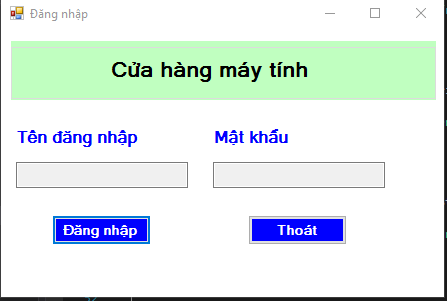 Đăng nhập
Cửa hàng máy tính
Tên đăng nhập
Mật khẩu
Đăng nhập
Thoát